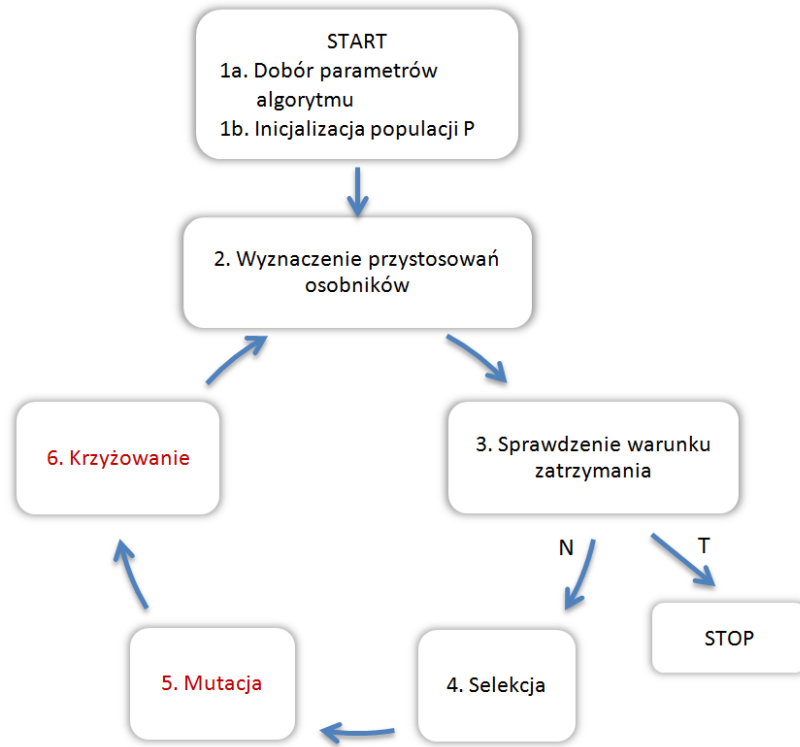 START
1a. Dobór parametrów
algorytmu
1b. Inicjalizacja populacji P
2. Wyznaczenie przystosowań
osobników
6. Krzyżowanie
3. Sprawdzenie warunku
zatrzymania
N
T
STOP
5. Mutacja
4. Selekcja